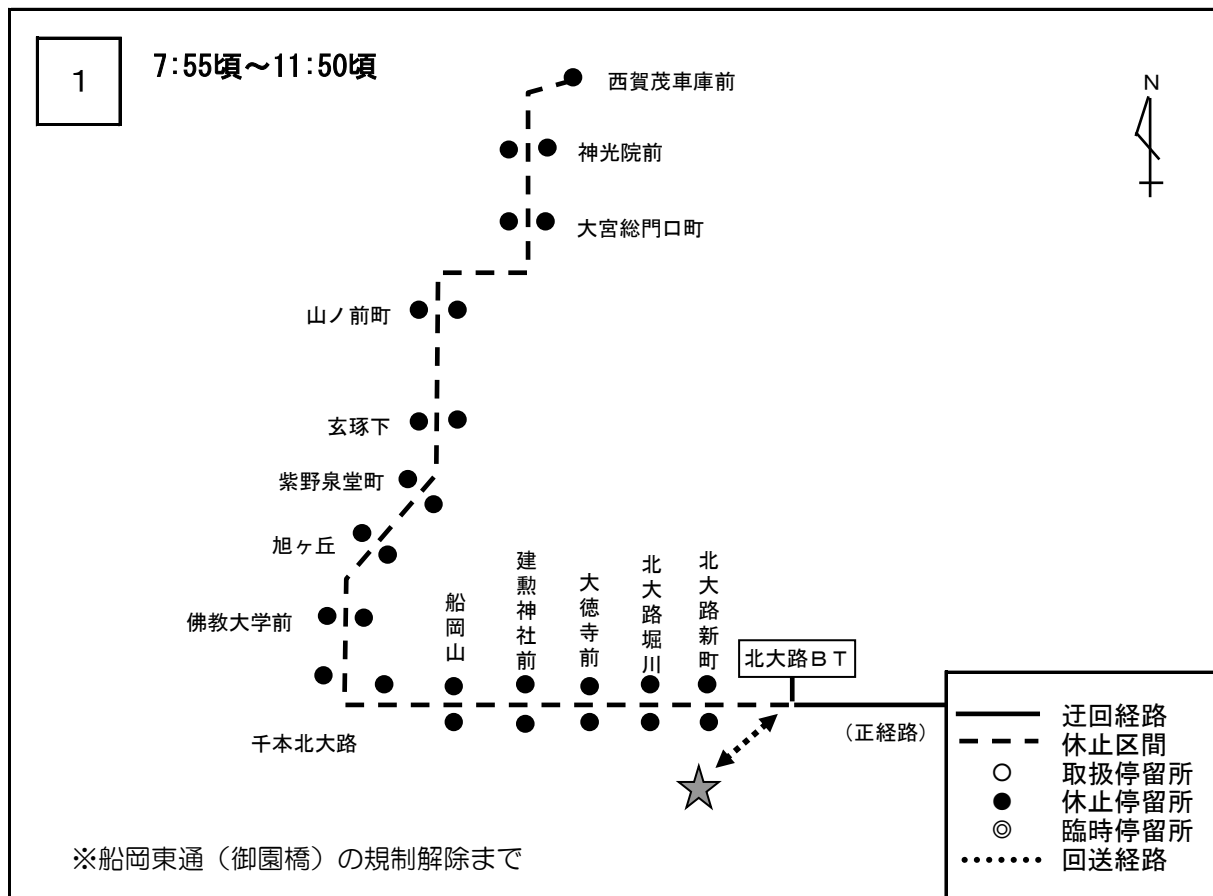 １
7:55頃～11:50頃
N
西賀茂車庫前
神光院前
大宮総門口町
山ノ前町
玄琢下
紫野泉堂町
旭ヶ丘
佛教大学前
船岡山
建勲神社前
大徳寺前
北大路堀川
北大路新町
北大路ＢＴ
千本北大路
（正経路）
迂回経路
休止区間
取扱停留所
休止停留所
臨時停留所
回送経路
※船岡東通（御園橋）の規制解除まで